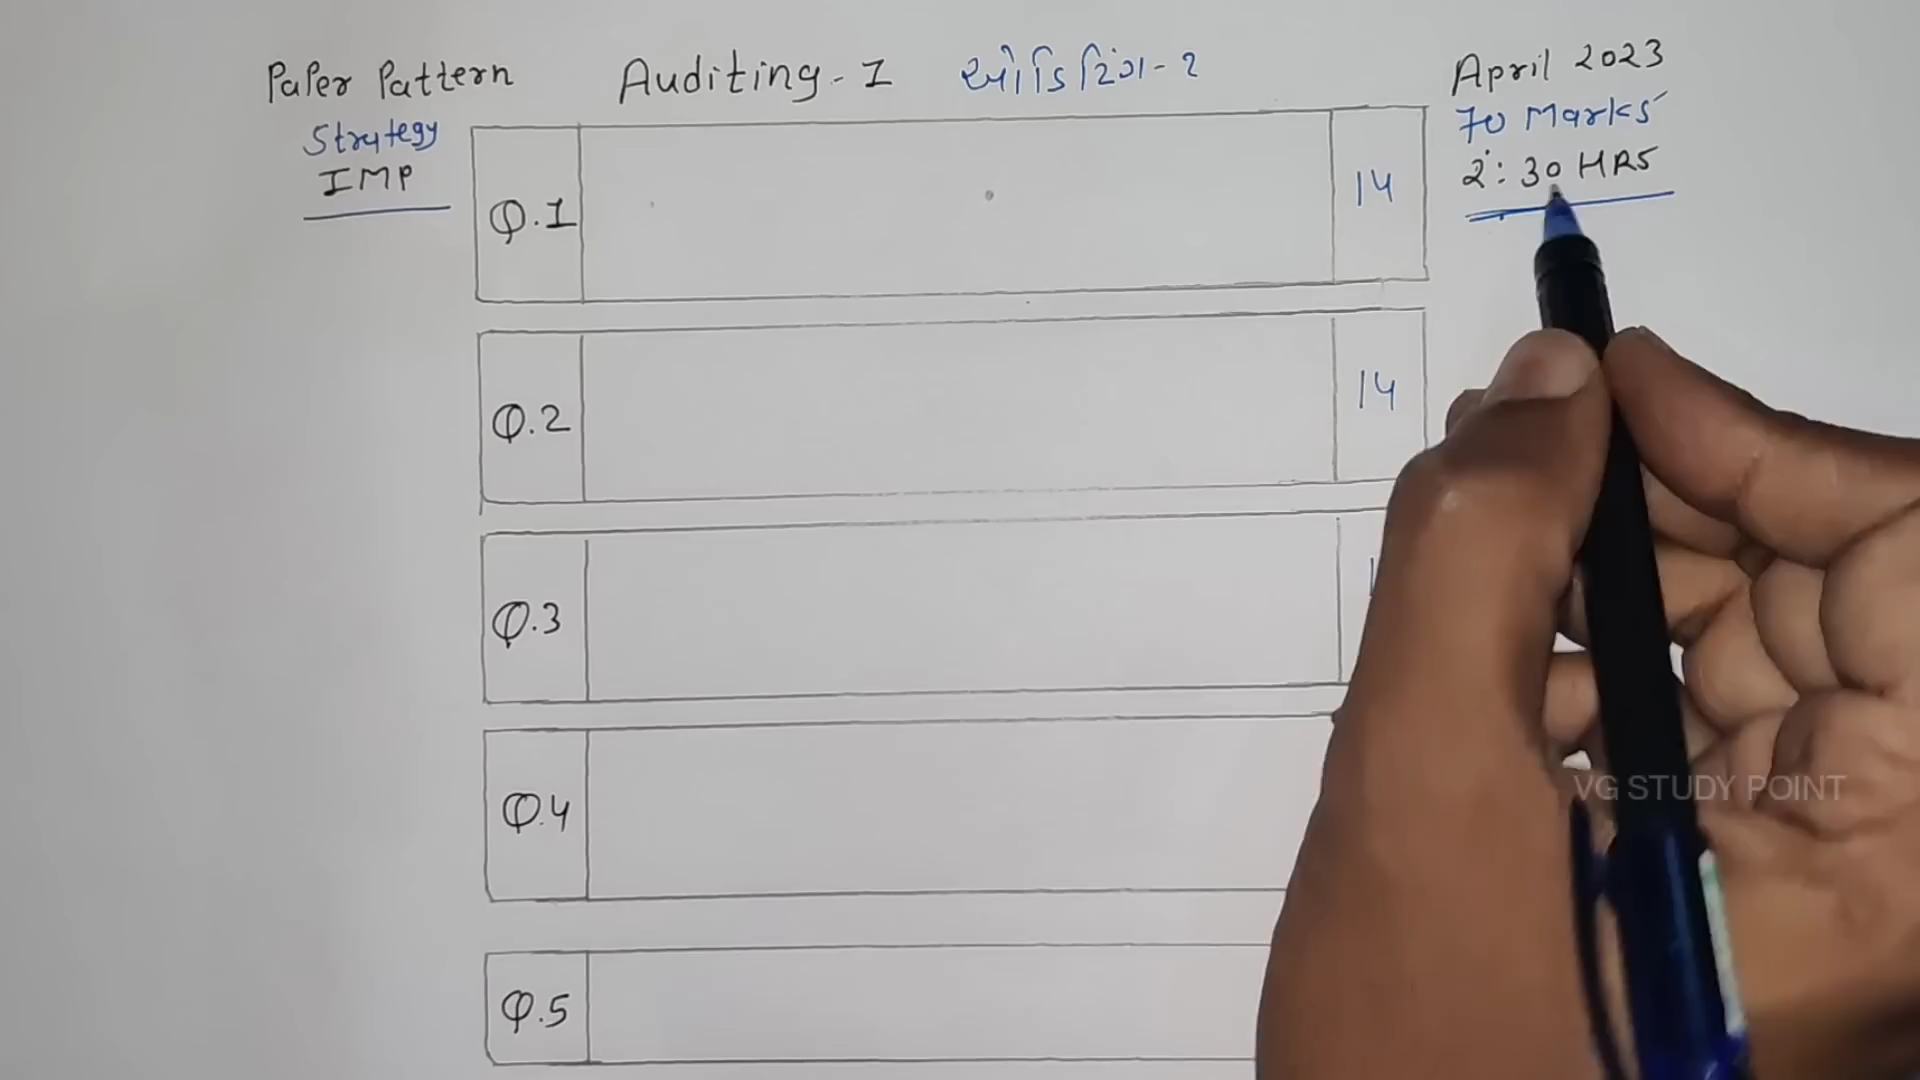 Paper Pattern
Strategy
IMP
Auditing - I ઓડિટિંગ - ૧
April 2023
70 Marks
2:30 HRS
Q.1 14
Q.2 14
Q.3
Q.4
Q.5
VG STUDY POINT